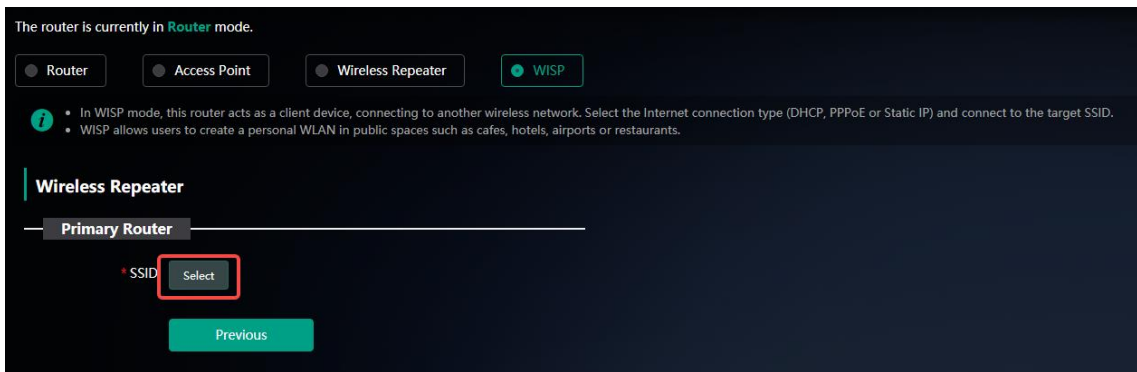 The router is currently in Router mode.
Router
Access Point
Wireless Repeater
WISP
• In WISP mode, this router acts as a client device, connecting to another wireless network. Select the Internet connection type (DHCP, PPPoE or Static IP) and connect to the target SSID.
• WISP allows users to create a personal WLAN in public spaces such as cafes, hotels, airports or restaurants.
Wireless Repeater
Primary Router
* SSID Select
Previous